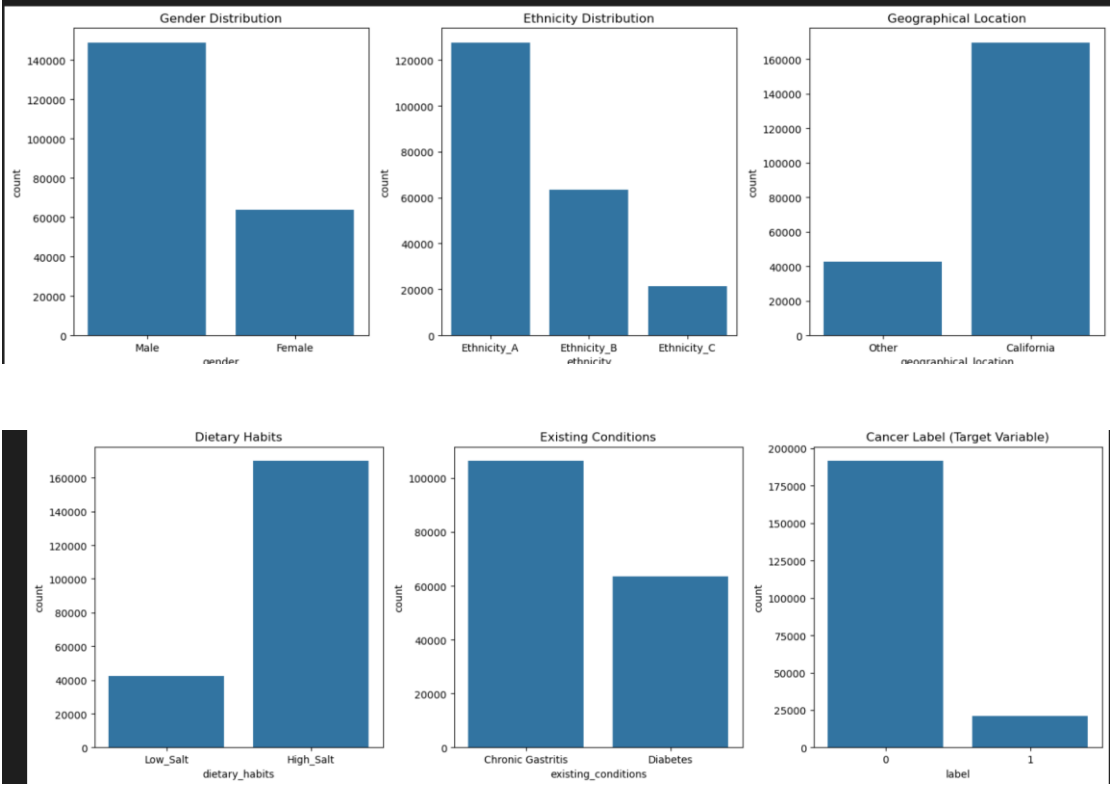 Gender Distribution
Ethnicity Distribution
Geographical Location
count
140000
120000
100000
80000
60000
40000
20000
0
Male
Female
gender
count
120000
100000
80000
60000
40000
20000
0
Ethnicity_A
Ethnicity_B
Ethnicity_C
ethnicity
count
160000
140000
120000
100000
80000
60000
40000
20000
0
Other
California
geographical_location
Dietary Habits
Existing Conditions
Cancer Label (Target Variable)
count
160000
140000
120000
100000
80000
60000
40000
20000
0
Low_Salt
High_Salt
dietary_habits
count
100000
80000
60000
40000
20000
0
Chronic Gastritis
Diabetes
existing_conditions
count
200000
175000
150000
125000
100000
75000
50000
25000
0
0
1
label